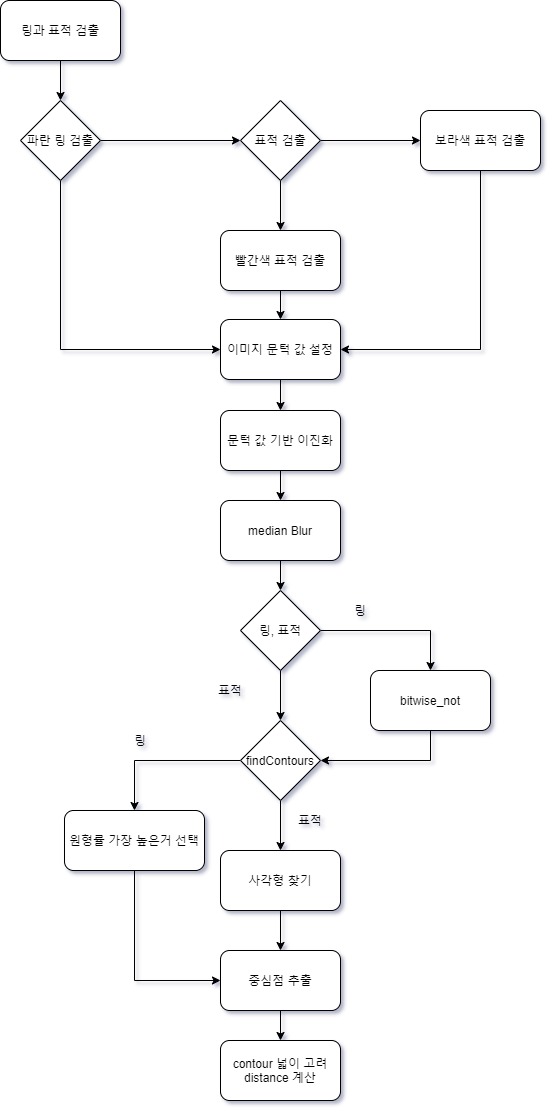 링과 표적 검출
파란 링 검출
표적 검출
보라색 표적 검출
빨간색 표적 검출
이미지 문턱 값 설정
문턱 값 기반 이진화
median Blur
링, 표적
링
표적
bitwise_not
findContours
링
표적
원형률 가장 높은거 선택
사각형 찾기
중심점 추출
contour 넓이 고려
distance 계산